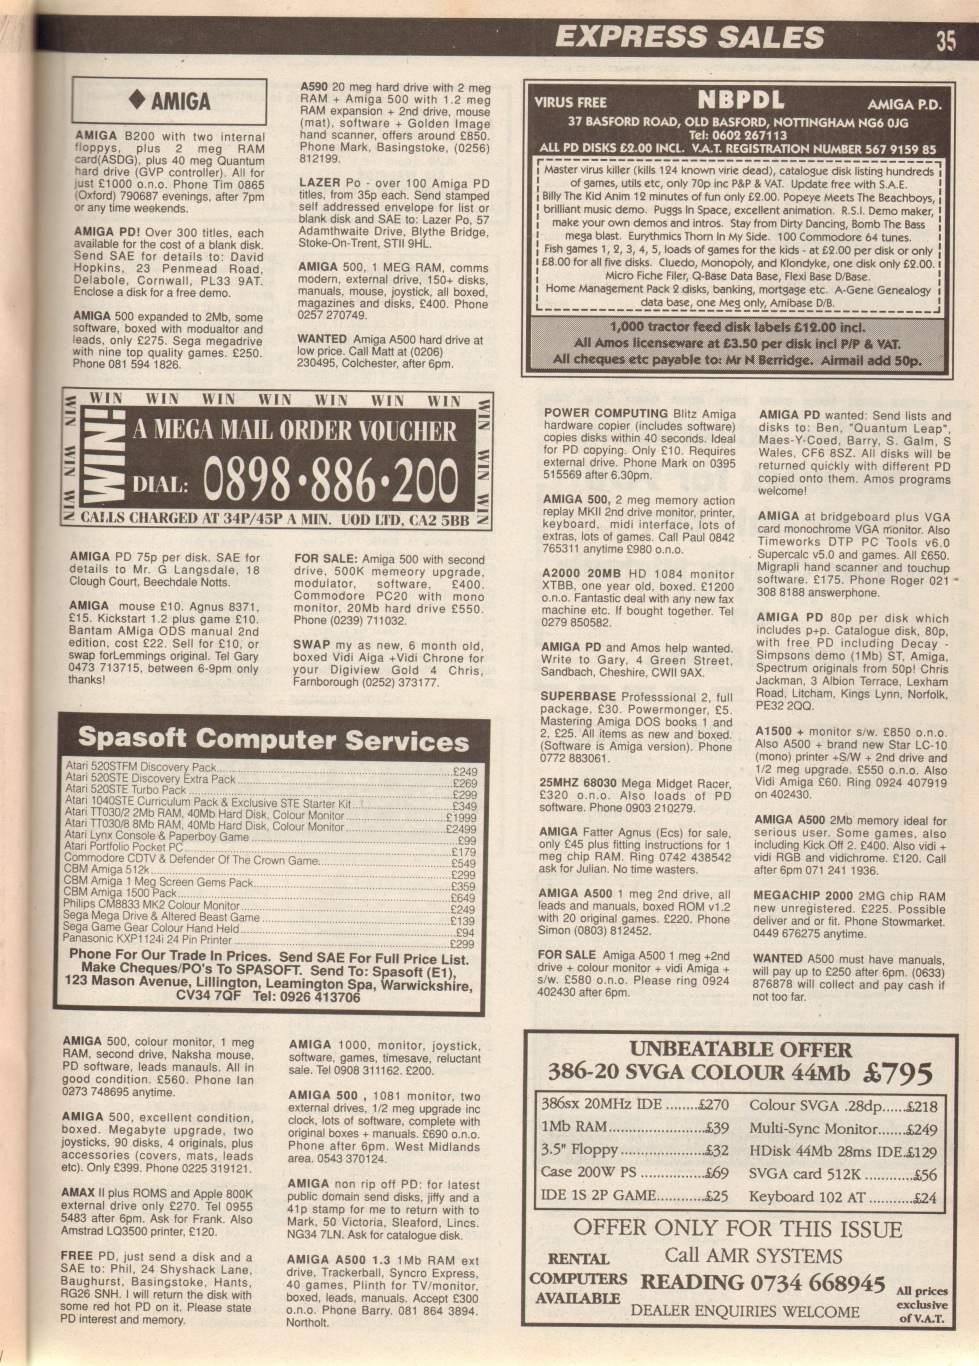 EXPRESS SALES
35
◆ AMIGA
AMIGA B200 with two internal
floppys, plus 2 meg RAM
card(ASDG), plus 40 meg Quantum
hard drive (GVP controller). All for
just £1000 o.n.o. Phone Tim 0865
(Oxford) 790687 evenings, after 7pm
or any time weekends.
AMIGA PD! Over 300 titles, each
available for the cost of a blank disk.
Send SAE for details to: David
Hopkins, 23 Penmead Road,
Delabole, Cornwall, PL33 9AT.
Enclose a disk for a free demo.
AMIGA 500 expanded to 2Mb, some
software, boxed with modualtor and
leads, only £275. Sega megadrive
with nine top quality games. £250.
Phone 081 594 1826.
A590 20 meg hard drive with 2 meg
RAM + Amiga 500 with 1.2 meg
RAM expansion + 2nd drive, mouse
(mat), software + Golden Image
hand scanner, offers around £850.
Phone Mark, Basingstoke, (0256)
812199.
LAZER Po - over 100 Amiga PD
titles, from 35p each. Send stamped
self addressed envelope for list or
blank disk and SAE to: Lazer Po, 57
Adamthwaite Drive, Blythe Bridge,
Stoke-On-Trent, STII 9HL.
AMIGA 500, 1 MEG RAM, comms
modern, external drive, 150+ disks,
manuals, mouse, joystick, all boxed,
magazines and disks, £400. Phone
0257 270749.
WANTED Amiga A500 hard drive at
low price. Call Matt at (0206)
230495, Colchester, after 6pm.
VIRUS FREE NBPDL AMIGA P.D.
37 BASFORD ROAD, OLD BASFORD, NOTTINGHAM NG6 0JG
Tel: 0602 267113
ALL PD DISKS £2.00 INCL. V.A.T. REGISTRATION NUMBER 567 9159 85
Master virus killer (kills 124 known virie dead), catalogue disk listing hundreds
of games, utils etc, only 70p inc P&P & VAT. Update free with S.A.E.
Billy The Kid Anim 12 minutes of fun only £2.00. Popeye Meets The Beachboys,
brilliant music demo. Puggs In Space, excellent animation. R.S.I. Demo maker,
make your own demos and intros. Stay from Dirty Dancing, Bomb The Bass
mega blast. Eurythmics Thorn In My Side. 100 Commodore 64 tunes.
Fish games 1, 2, 3, 4, 5, loads of games for the kids - at £2.00 per disk or only
£8.00 for all five disks. Cluedo, Monopoly, and Klondyke, one disk only £2.00.
Micro Fiche Filer, Q-Base Data Base, Flexi Base D/Base.
Home Management Pack 2 disks, banking, mortgage etc. A-Gene Genealogy
data base, one Meg only, Amibase D/B.
1,000 tractor feed disk labels £12.00 incl.
All Amos licenseware at £3.50 per disk incl P/P & VAT.
All cheques etc payable to: Mr N Berridge. Airmail add 50p.
WIN WIN WIN WIN WIN WIN WIN
WIN WIN WIN
WIN!
A MEGA MAIL ORDER VOUCHER
DIAL: 0898·886·200
WIN WIN WIN
CALLS CHARGED AT 34P/45P A MIN. UOD LTD, CA2 5BB
AMIGA PD 75p per disk. SAE for
details to Mr. G Langsdale, 18
Clough Court, Beechdale Notts.
AMIGA mouse £10. Agnus 8371,
£15. Kickstart 1.2 plus game £10.
Bantam AMiga ODS manual 2nd
edition, cost £22. Sell for £10, or
swap forLemmings original. Tel Gary
0473 713715, between 6-9pm only
thanks!
FOR SALE: Amiga 500 with second
drive, 500K memeory upgrade,
modulator, software, £400.
Commodore PC20 with mono
monitor, 20Mb hard drive £550.
Phone (0239) 711032.
SWAP my as new, 6 month old,
boxed Vidi Aiga +Vidi Chrone for
your Digiview Gold 4 Chris,
Farnborough (0252) 373177.
Spasoft Computer Services
Atari 520STFM Discovery Pack £249
Atari 520STE Discovery Extra Pack £269
Atari 520STE Turbo Pack £299
Atari 1040STE Curriculum Pack & Exclusive STE Starter Kit £349
Atari TT030/2 2Mb RAM, 40Mb Hard Disk, Colour Monitor £1999
Atari TT030/8 8Mb RAM, 40Mb Hard Disk, Colour Monitor £2499
Atari Lynx Console & Paperboy Game £99
Atari Portfolio Pocket PC £179
Commodore CDTV & Defender Of The Crown Game £549
CBM Amiga 512k £299
CBM Amiga 1 Meg Screen Gems Pack £359
CBM Amiga 1500 Pack £649
Philips CM8833 MK2 Colour Monitor £249
Sega Mega Drive & Altered Beast Game £139
Sega Game Gear Colour Hand Held £94
Panasonic KXP1124i 24 Pin Printer £299
Phone For Our Trade In Prices. Send SAE For Full Price List.
Make Cheques/PO's To SPASOFT. Send To: Spasoft (E1),
123 Mason Avenue, Lillington, Leamington Spa, Warwickshire,
CV34 7QF Tel: 0926 413706
AMIGA 500, colour monitor, 1 meg
RAM, second drive, Naksha mouse,
PD software, leads manauls. All in
good condition. £560. Phone Ian
0273 748695 anytime.
AMIGA 500, excellent condition,
boxed. Megabyte upgrade, two
joysticks, 90 disks, 4 originals, plus
accessories (covers, mats, leads
etc). Only £399. Phone 0225 319121.
AMAX II plus ROMS and Apple 800K
external drive only £270. Tel 0955
5483 after 6pm. Ask for Frank. Also
Amstrad LQ3500 printer, £120.
FREE PD, just send a disk and a
SAE to: Phil, 24 Shyshack Lane,
Baughurst, Basingstoke, Hants,
RG26 SNH. I will return the disk with
some red hot PD on it. Please state
PD interest and memory.
AMIGA 1000, monitor, joystick,
software, games, timesave, reluctant
sale. Tel 0908 311162. £200.
AMIGA 500 , 1081 monitor, two
external drives, 1/2 meg upgrade inc
clock, lots of software, complete with
original boxes + manuals. £690 o.n.o.
Phone after 6pm. West Midlands
area. 0543 370124.
AMIGA non rip off PD: for latest
public domain send disks, jiffy and a
41p stamp for me to return with to
Mark, 50 Victoria, Sleaford, Lincs.
NG34 7LN. Ask for catalogue disk.
AMIGA A500 1.3 1Mb RAM ext
drive, Trackerball, Syncro Express,
40 games, Plinth for TV/monitor,
boxed, leads, manuals. Accept £300
o.n.o. Phone Barry. 081 864 3894.
Northolt.
POWER COMPUTING Blitz Amiga
hardware copier (includes software)
copies disks within 40 seconds. Ideal
for PD copying. Only £10. Requires
external drive. Phone Mark on 0395
515569 after 6.30pm.
AMIGA 500, 2 meg memory action
replay MKII 2nd drive monitor, printer,
keyboard, midi interface, lots of
extras, lots of games. Call Paul 0842
765311 anytime £980 o.n.o.
A2000 20MB HD 1084 monitor
XTBB, one year old, boxed. £1200
o.n.o. Fantastic deal with any new fax
machine etc. If bought together. Tel
0279 850582.
AMIGA PD and Amos help wanted.
Write to Gary, 4 Green Street,
Sandbach, Cheshire, CWII 9AX.
SUPERBASE Professsional 2, full
package, £30. Powermonger, £5.
Mastering Amiga DOS books 1 and
2, £25. All items as new and boxed.
(Software is Amiga version). Phone
0772 883061.
25MHZ 68030 Mega Midget Racer,
£320 o.n.o. Also loads of PD
software. Phone 0903 210279.
AMIGA Fatter Agnus (Ecs) for sale,
only £45 plus fitting instructions for 1
meg chip RAM. Ring 0742 438542
ask for Julian. No time wasters.
AMIGA A500 1 meg 2nd drive, all
leads and manuals, boxed ROM v1.2
with 20 original games. £220. Phone
Simon (0803) 812452.
FOR SALE Amiga A500 1 meg +2nd
drive + colour monitor + vidi Amiga +
s/w. £580 o.n.o. Please ring 0924
402430 after 6pm.
AMIGA PD wanted: Send lists and
disks to: Ben, "Quantum Leap",
Maes-Y-Coed, Barry, S. Galm, S
Wales, CF6 8SZ. All disks will be
returned quickly with different PD
copied onto them. Amos programs
welcome!
AMIGA at bridgeboard plus VGA
card monochrome VGA monitor. Also
Timeworks DTP PC Tools v6.0
Supercalc v5.0 and games. All £650.
Migrapli hand scanner and touchup
software. £175. Phone Roger 021
308 8188 answerphone.
AMIGA PD 80p per disk which
includes p+p. Catalogue disk, 80p,
with free PD including Decay -
Simpsons demo (1Mb) ST, Amiga,
Spectrum originals from 50p! Chris
Jackman, 3 Albion Terrace, Lexham
Road, Litcham, Kings Lynn, Norfolk,
PE32 2QQ.
A1500 + monitor s/w. £850 o.n.o.
Also A500 + brand new Star LC-10
(mono) printer +S/W + 2nd drive and
1/2 meg upgrade. £550 o.n.o. Also
Vidi Amiga £60. Ring 0924 407919
on 402430.
AMIGA A500 2Mb memory ideal for
serious user. Some games, also
including Kick Off 2. £400. Also vidi +
vidi RGB and vidichrome. £120. Call
after 6pm 071 241 1936.
MEGACHIP 2000 2MG chip RAM
new unregistered. £225. Possible
deliver and or fit. Phone Stowmarket.
0449 676275 anytime.
WANTED A500 must have manuals,
will pay up to £250 after 6pm. (0633)
876878 will collect and pay cash if
not too far.
UNBEATABLE OFFER
386-20 SVGA COLOUR 44Mb £795
386sx 20MHz IDE ........£270
1Mb RAM....................£39
3.5" Floppy..................£32
Case 200W PS ..............£69
IDE 1S 2P GAME...........£25
Colour SVGA .28dp......£218
Multi-Sync Monitor.......£249
HDisk 44Mb 28ms IDE.£129
SVGA card 512K ..........£56
Keyboard 102 AT ..........£24
OFFER ONLY FOR THIS ISSUE
RENTAL
COMPUTERS
AVAILABLE
Call AMR SYSTEMS
READING 0734 668945
DEALER ENQUIRIES WELCOME
All prices
exclusive
of V.A.T.